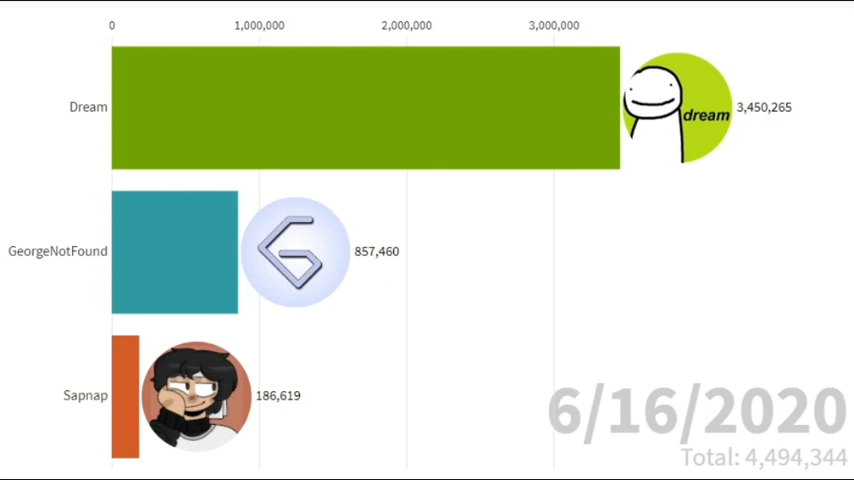 0 1,000,000 2,000,000 3,000,000
Dream
dream
3,450,265
GeorgeNotFound
857,460
Sapnap
186,619
6/16/2020
Total: 4,494,344